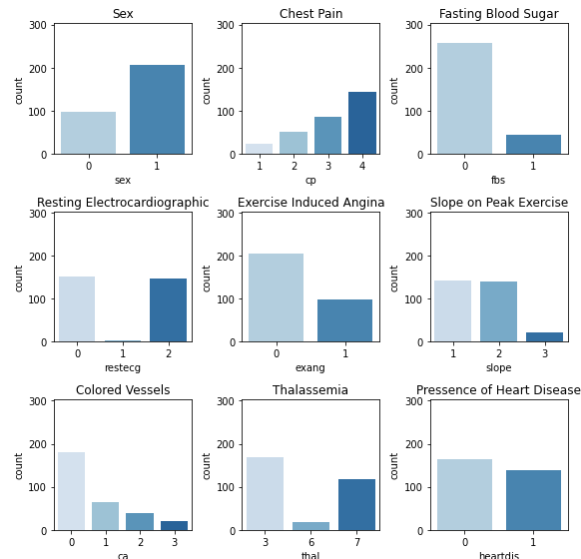 Sex
300
200
100
0
count
0 1
sex
Chest Pain
300
200
100
0
count
1 2 3 4
cp
Fasting Blood Sugar
300
200
100
0
count
0 1
fbs
Resting Electrocardiographic
300
200
100
0
count
0 1 2
restecg
Exercise Induced Angina
300
200
100
0
count
0 1
exang
Slope on Peak Exercise
300
200
100
0
count
1 2 3
slope
Colored Vessels
300
200
100
0
count
0 1 2 3
ca
Thalassemia
300
200
100
0
count
3 6 7
thal
Pressence of Heart Disease
300
200
100
0
count
0 1
heartdis